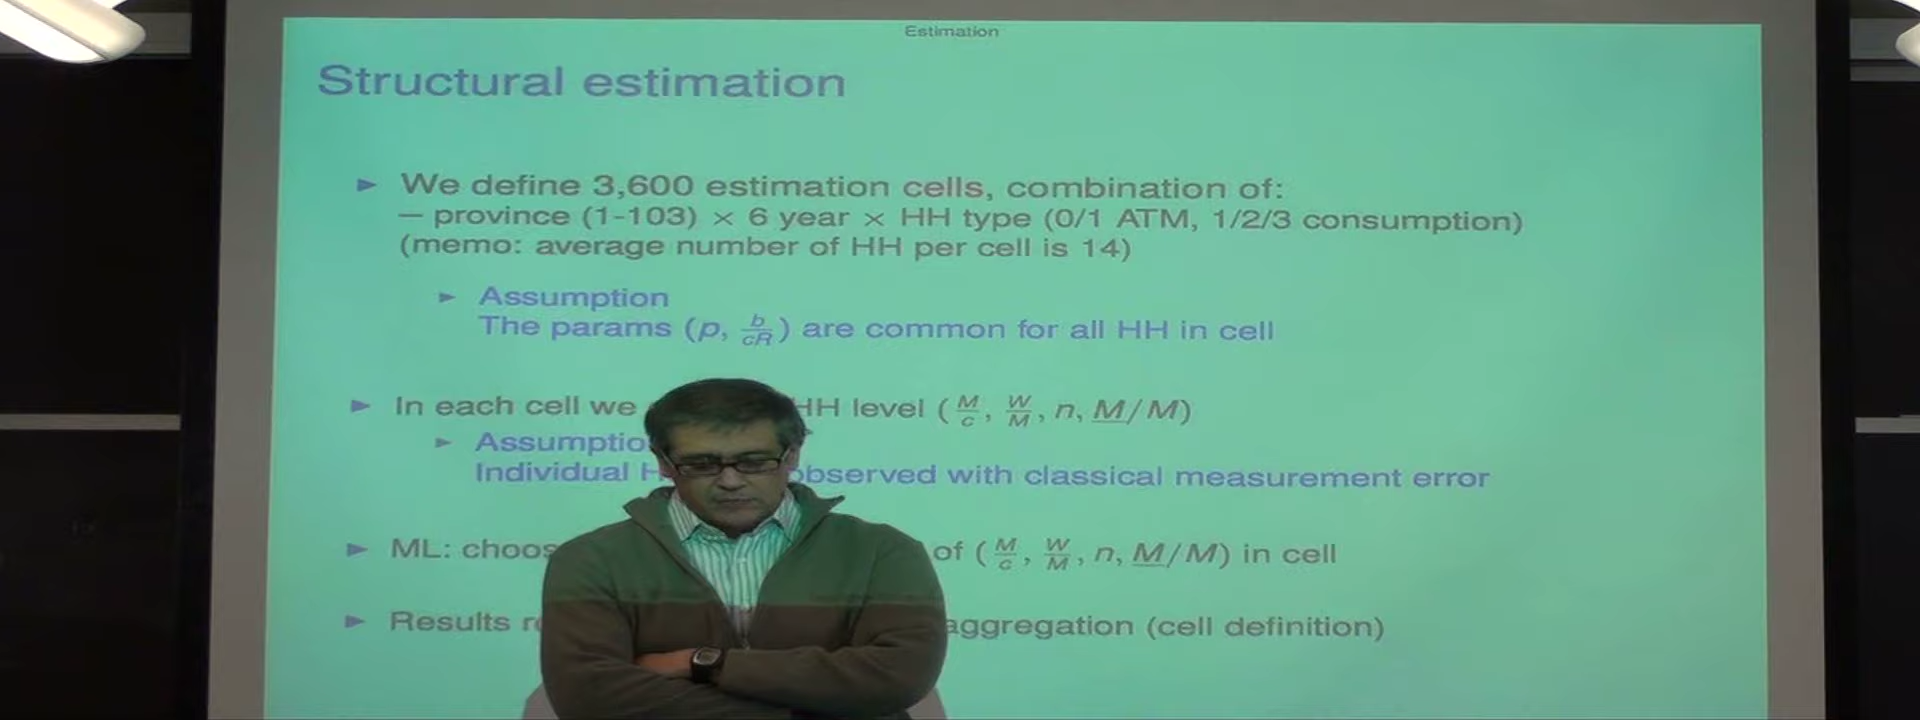 Estimation
Structural estimation
► We define 3,600 estimation cells, combination of:
— province (1-103) × 6 year × HH type (0/1 ATM, 1/2/3 consumption)
(memo: average number of HH per cell is 14)
► Assumption
The params (p, b/cR) are common for all HH in cell
► In each cell we HH level (M/c, W/M, n, M̲/M)
► Assumptio
Individual H observed with classical measurement error
► ML: choos of (M/c, W/M, n, M̲/M) in cell
► Results r aggregation (cell definition)